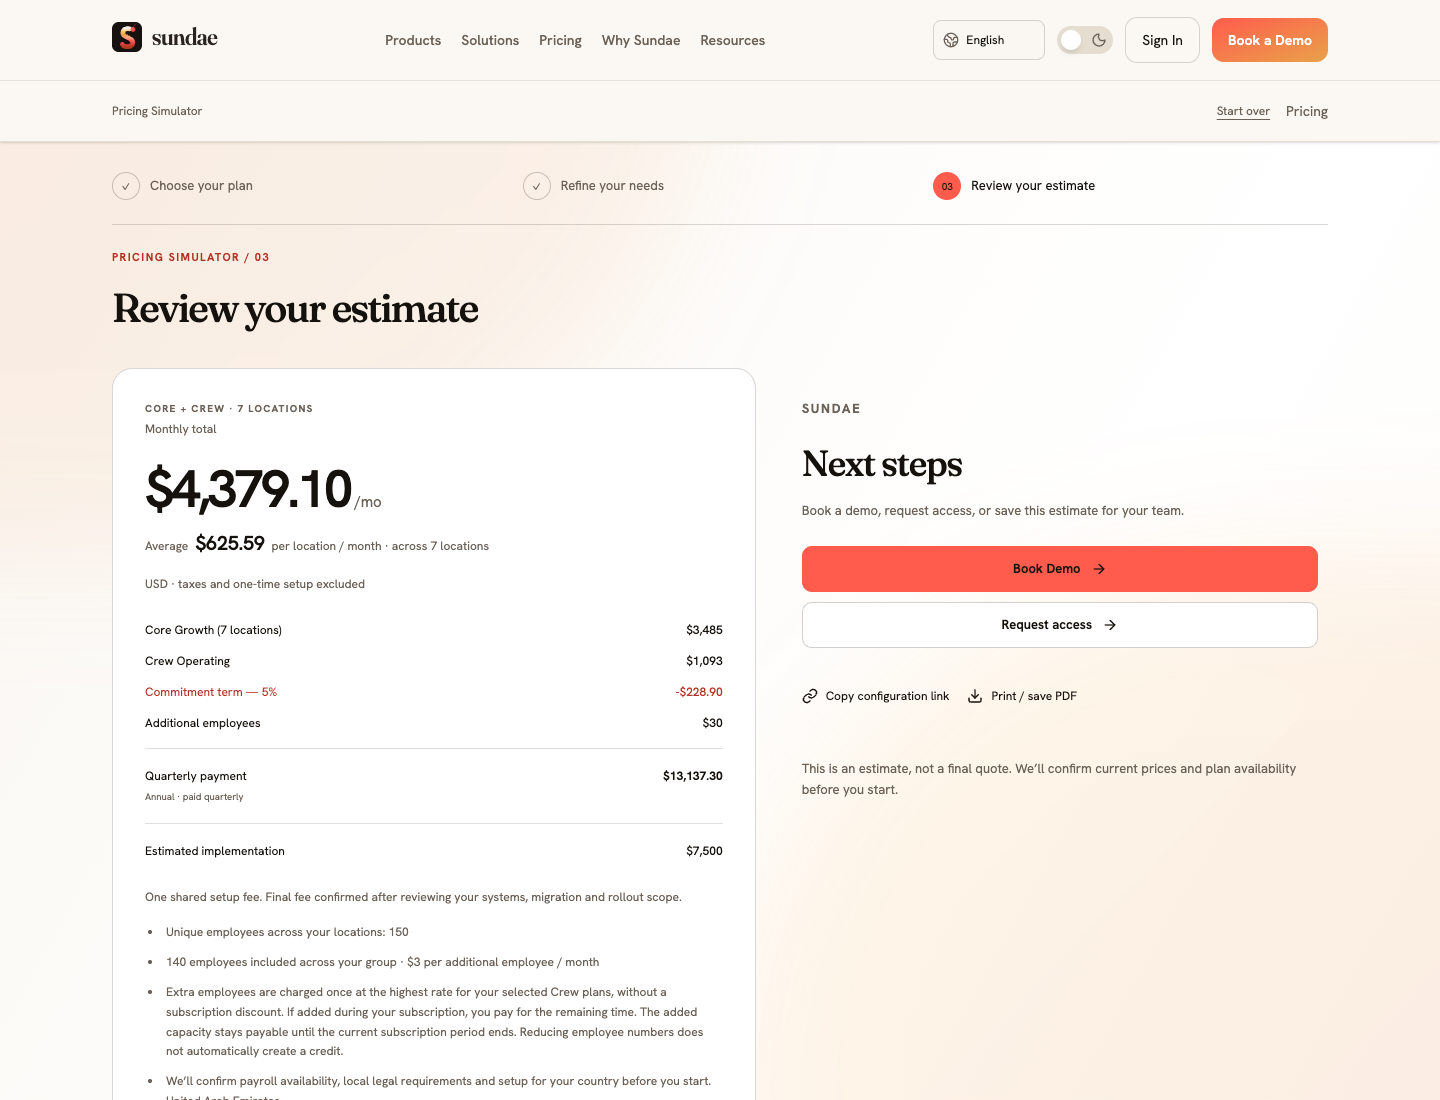 sundae
Products Solutions Pricing Why Sundae Resources
English
Sign In
Book a Demo
Pricing Simulator
Start over Pricing
Choose your plan
Refine your needs
03 Review your estimate
PRICING SIMULATOR / 03
Review your estimate
CORE + CREW · 7 LOCATIONS
Monthly total
$4,379.10/mo
Average $625.59 per location / month · across 7 locations
USD · taxes and one-time setup excluded
Core Growth (7 locations) $3,485
Crew Operating $1,093
Commitment term — 5% -$228.90
Additional employees $30
Quarterly payment $13,137.30
Annual · paid quarterly
Estimated implementation $7,500
One shared setup fee. Final fee confirmed after reviewing your systems, migration and rollout scope.
• Unique employees across your locations: 150
• 140 employees included across your group · $3 per additional employee / month
• Extra employees are charged once at the highest rate for your selected Crew plans, without a
subscription discount. If added during your subscription, you pay for the remaining time. The added
capacity stays payable until the current subscription period ends. Reducing employee numbers does
not automatically create a credit.
• We’ll confirm payroll availability, local legal requirements and setup for your country before you start.
United Arab Emirates
SUNDAE
Next steps
Book a demo, request access, or save this estimate for your team.
Book Demo
Request access
Copy configuration link Print / save PDF
This is an estimate, not a final quote. We’ll confirm current prices and plan availability
before you start.